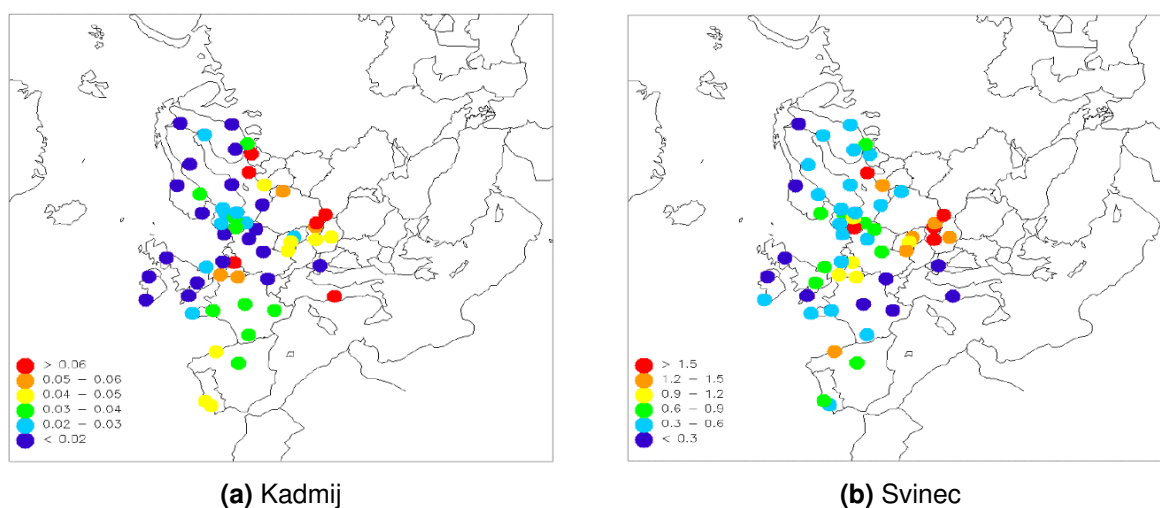 > 0.06
0.05 – 0.06
0.04 – 0.05
0.03 – 0.04
0.02 – 0.03
< 0.02
(a) Kadmij
> 1.5
1.2 – 1.5
0.9 – 1.2
0.6 – 0.9
0.3 – 0.6
< 0.3
(b) Svinec